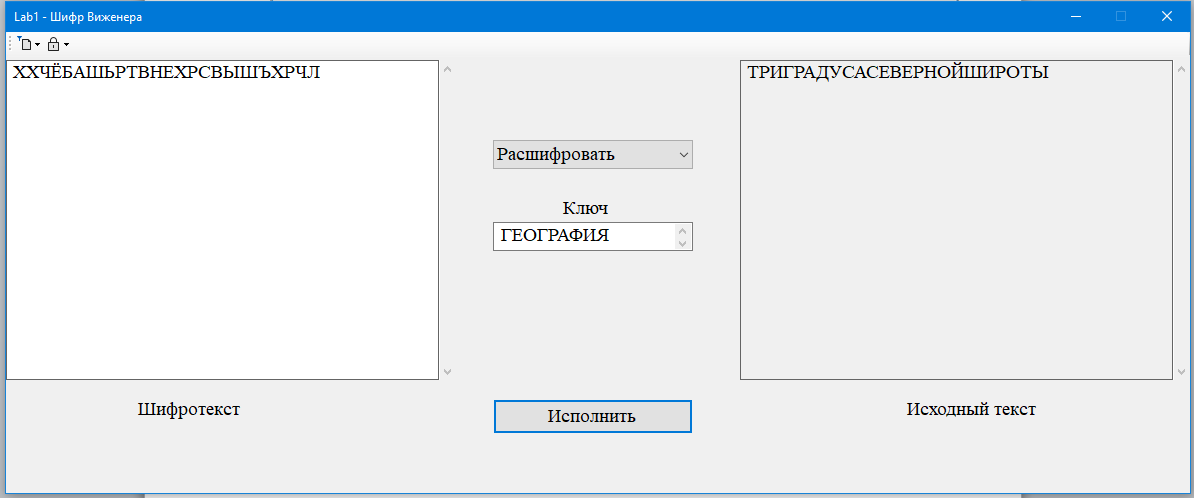 Lab1 - Шифр Виженера
ХХЧЁБАШЬРТВНЕХРСВЫШЪХРЧЛ
ТРИГРАДУСАСЕВЕРНОЙШИРОТЫ
Расшифровать
Ключ
ГЕОГРАФИЯ
Шифротекст
Исполнить
Исходный текст